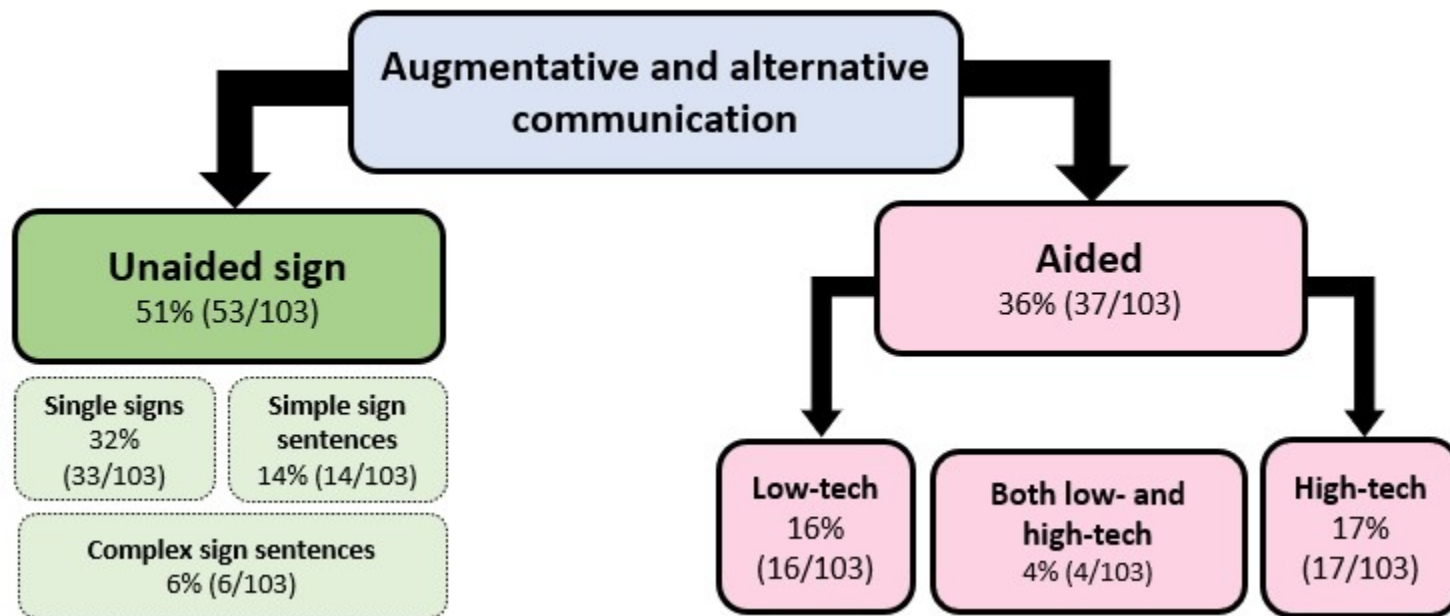 Augmentative and alternative
communication
Unaided sign
51% (53/103)
Single signs
32%
(33/103)
Simple sign
sentences
14% (14/103)
Complex sign sentences
6% (6/103)
Aided
36% (37/103)
Low-tech
16%
(16/103)
Both low- and
high-tech
4% (4/103)
High-tech
17%
(17/103)